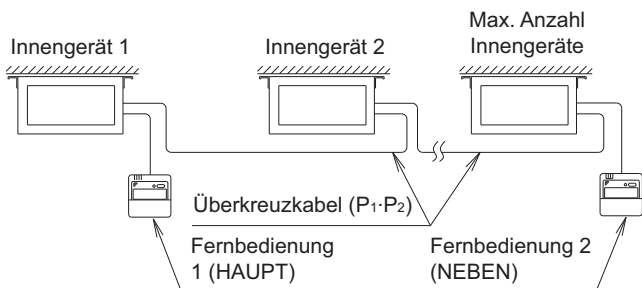 Innengerät 1
Innengerät 2
Max. Anzahl
Innengeräte
Überkreuzkabel (P₁·P₂)
Fernbedienung
1 (HAUPT)
Fernbedienung 2
(NEBEN)